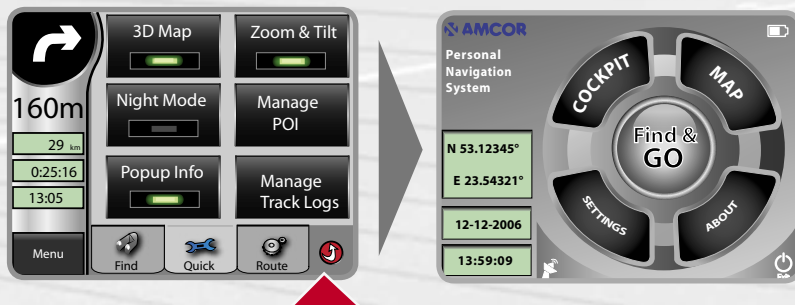 3D Map
Zoom & Tilt
160m
Night Mode
Manage
POI
29 km
0:25:16
13:05
Popup Info
Manage
Track Logs
Menu
Find
Quick
Route
AMCOR
Personal
Navigation
System
COCKPIT
MAP
Find &
GO
N 53.12345°
E 23.54321°
SETTINGS
ABOUT
12-12-2006
13:59:09